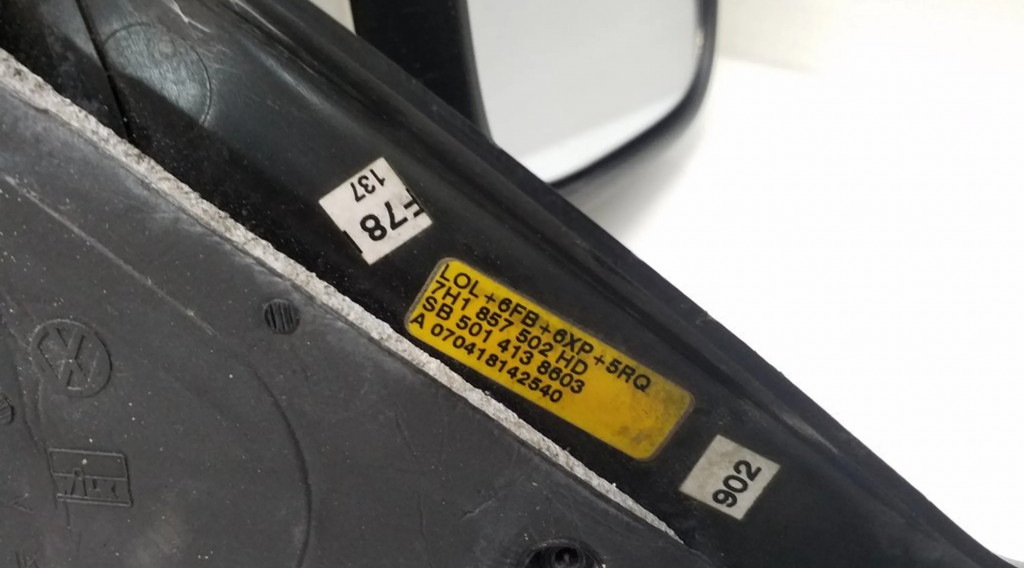 137
F78
LOL+6FB+6XP+5RQ
7H1 857 502 HD
SB 501 413 8603
A 070418142540
902